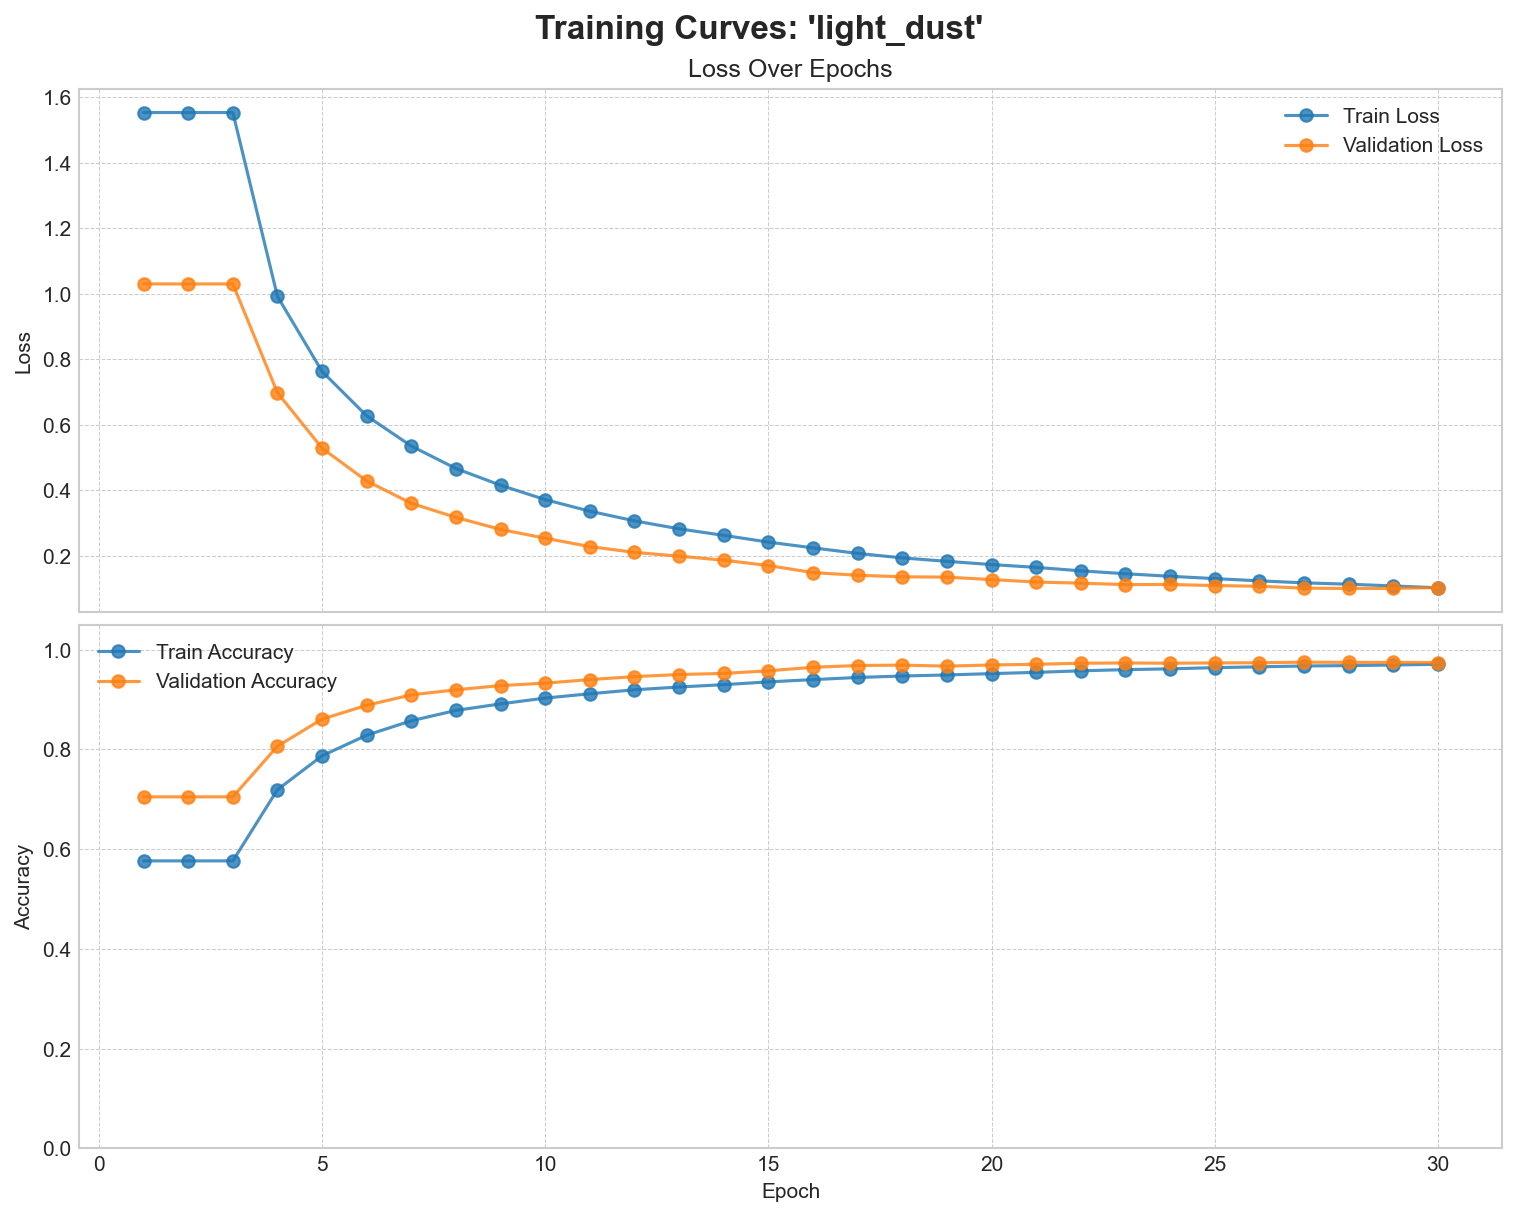 Training Curves: 'light_dust'
Loss Over Epochs
1.6
1.4
1.2
1.0
0.8
0.6
0.4
0.2
Loss
Train Loss
Validation Loss
1.0
0.8
0.6
0.4
0.2
0.0
Accuracy
Train Accuracy
Validation Accuracy
0 5 10 15 20 25 30
Epoch